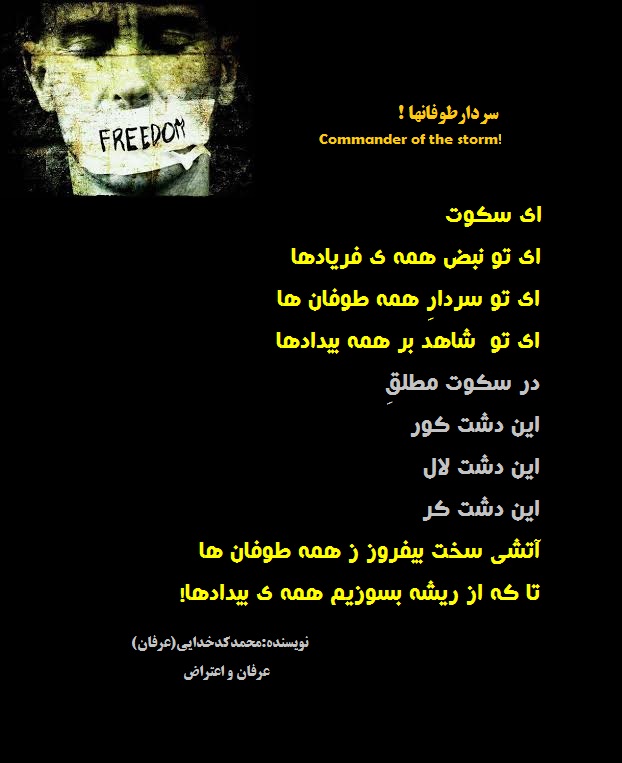 FREEDOM
سردارطوفانها !
Commander of the storm!
ای سکوت
ای تو نبض همه ی فریادها
ای تو سردارِ همه طوفان ها
ای تو شاهد بر همه بیدادها
در سکوت مطلقِ
این دشت کور
این دشت لال
این دشت کر
آتشی سخت بیفروز ز همه طوفان ها
تا که از ریشه بسوزیم همه ی بیدادها!
نویسنده:محمدکدخدایی(عرفان)
عرفان و اعتراض